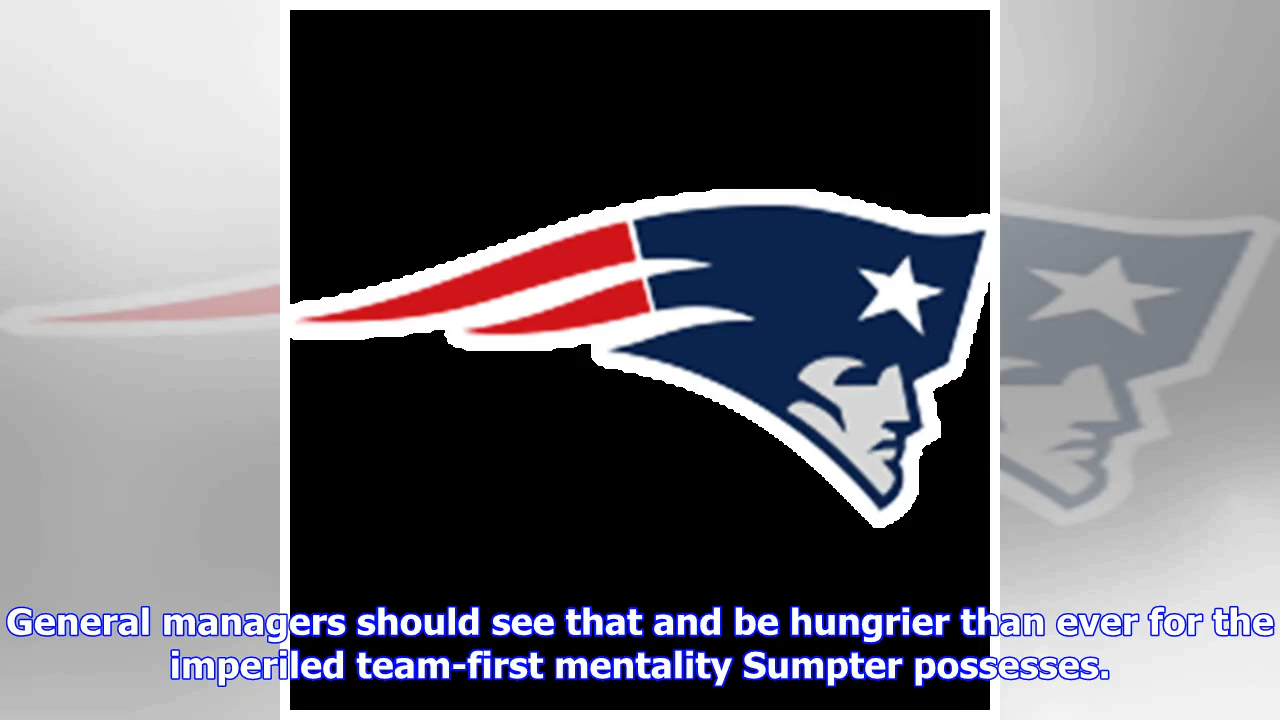 General managers should see that and be hungrier than ever for the
imperiled team-first mentality Sumpter possesses.